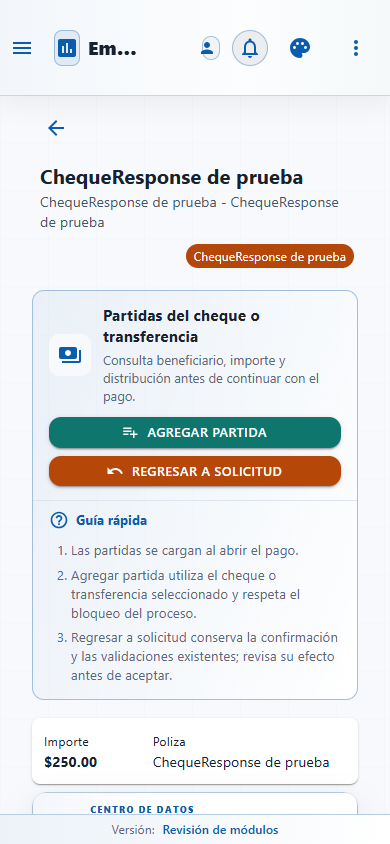 Em...
ChequeResponse de prueba
ChequeResponse de prueba - ChequeResponse
de prueba
ChequeResponse de prueba
Partidas del cheque o
transferencia
Consulta beneficiario, importe y
distribución antes de continuar con el
pago.
AGREGAR PARTIDA
REGRESAR A SOLICITUD
Guía rápida
1. Las partidas se cargan al abrir el pago.
2. Agregar partida utiliza el cheque o
transferencia seleccionado y respeta el
bloqueo del proceso.
3. Regresar a solicitud conserva la confirmación
y las validaciones existentes; revisa su efecto
antes de aceptar.
Importe
$250.00
Poliza
ChequeResponse de prueba
CENTRO DE DATOS
Versión: Revisión de módulos